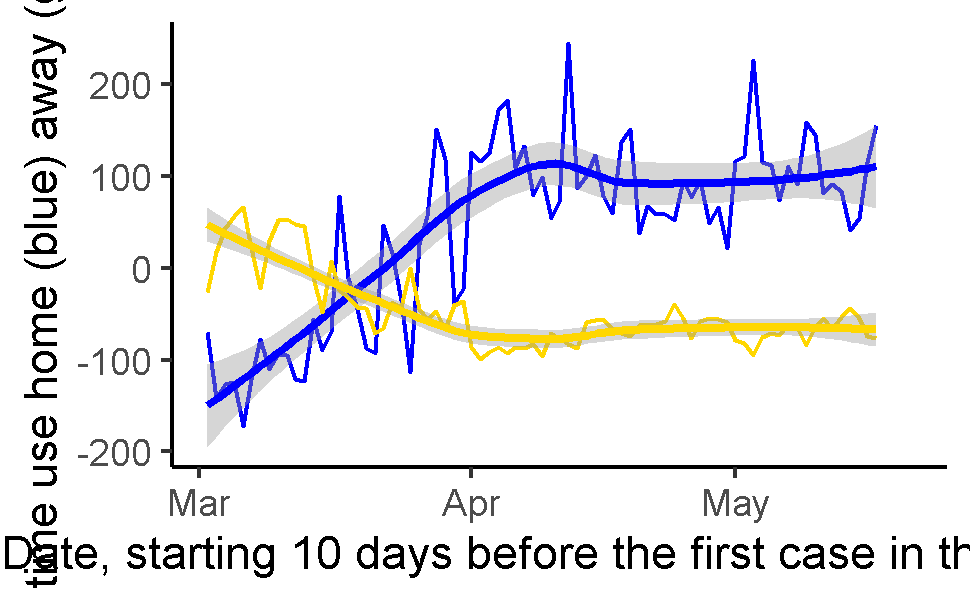 time use home (blue) away (
200
100
0
-100
-200
Mar Apr May
Date, starting 10 days before the first case in th